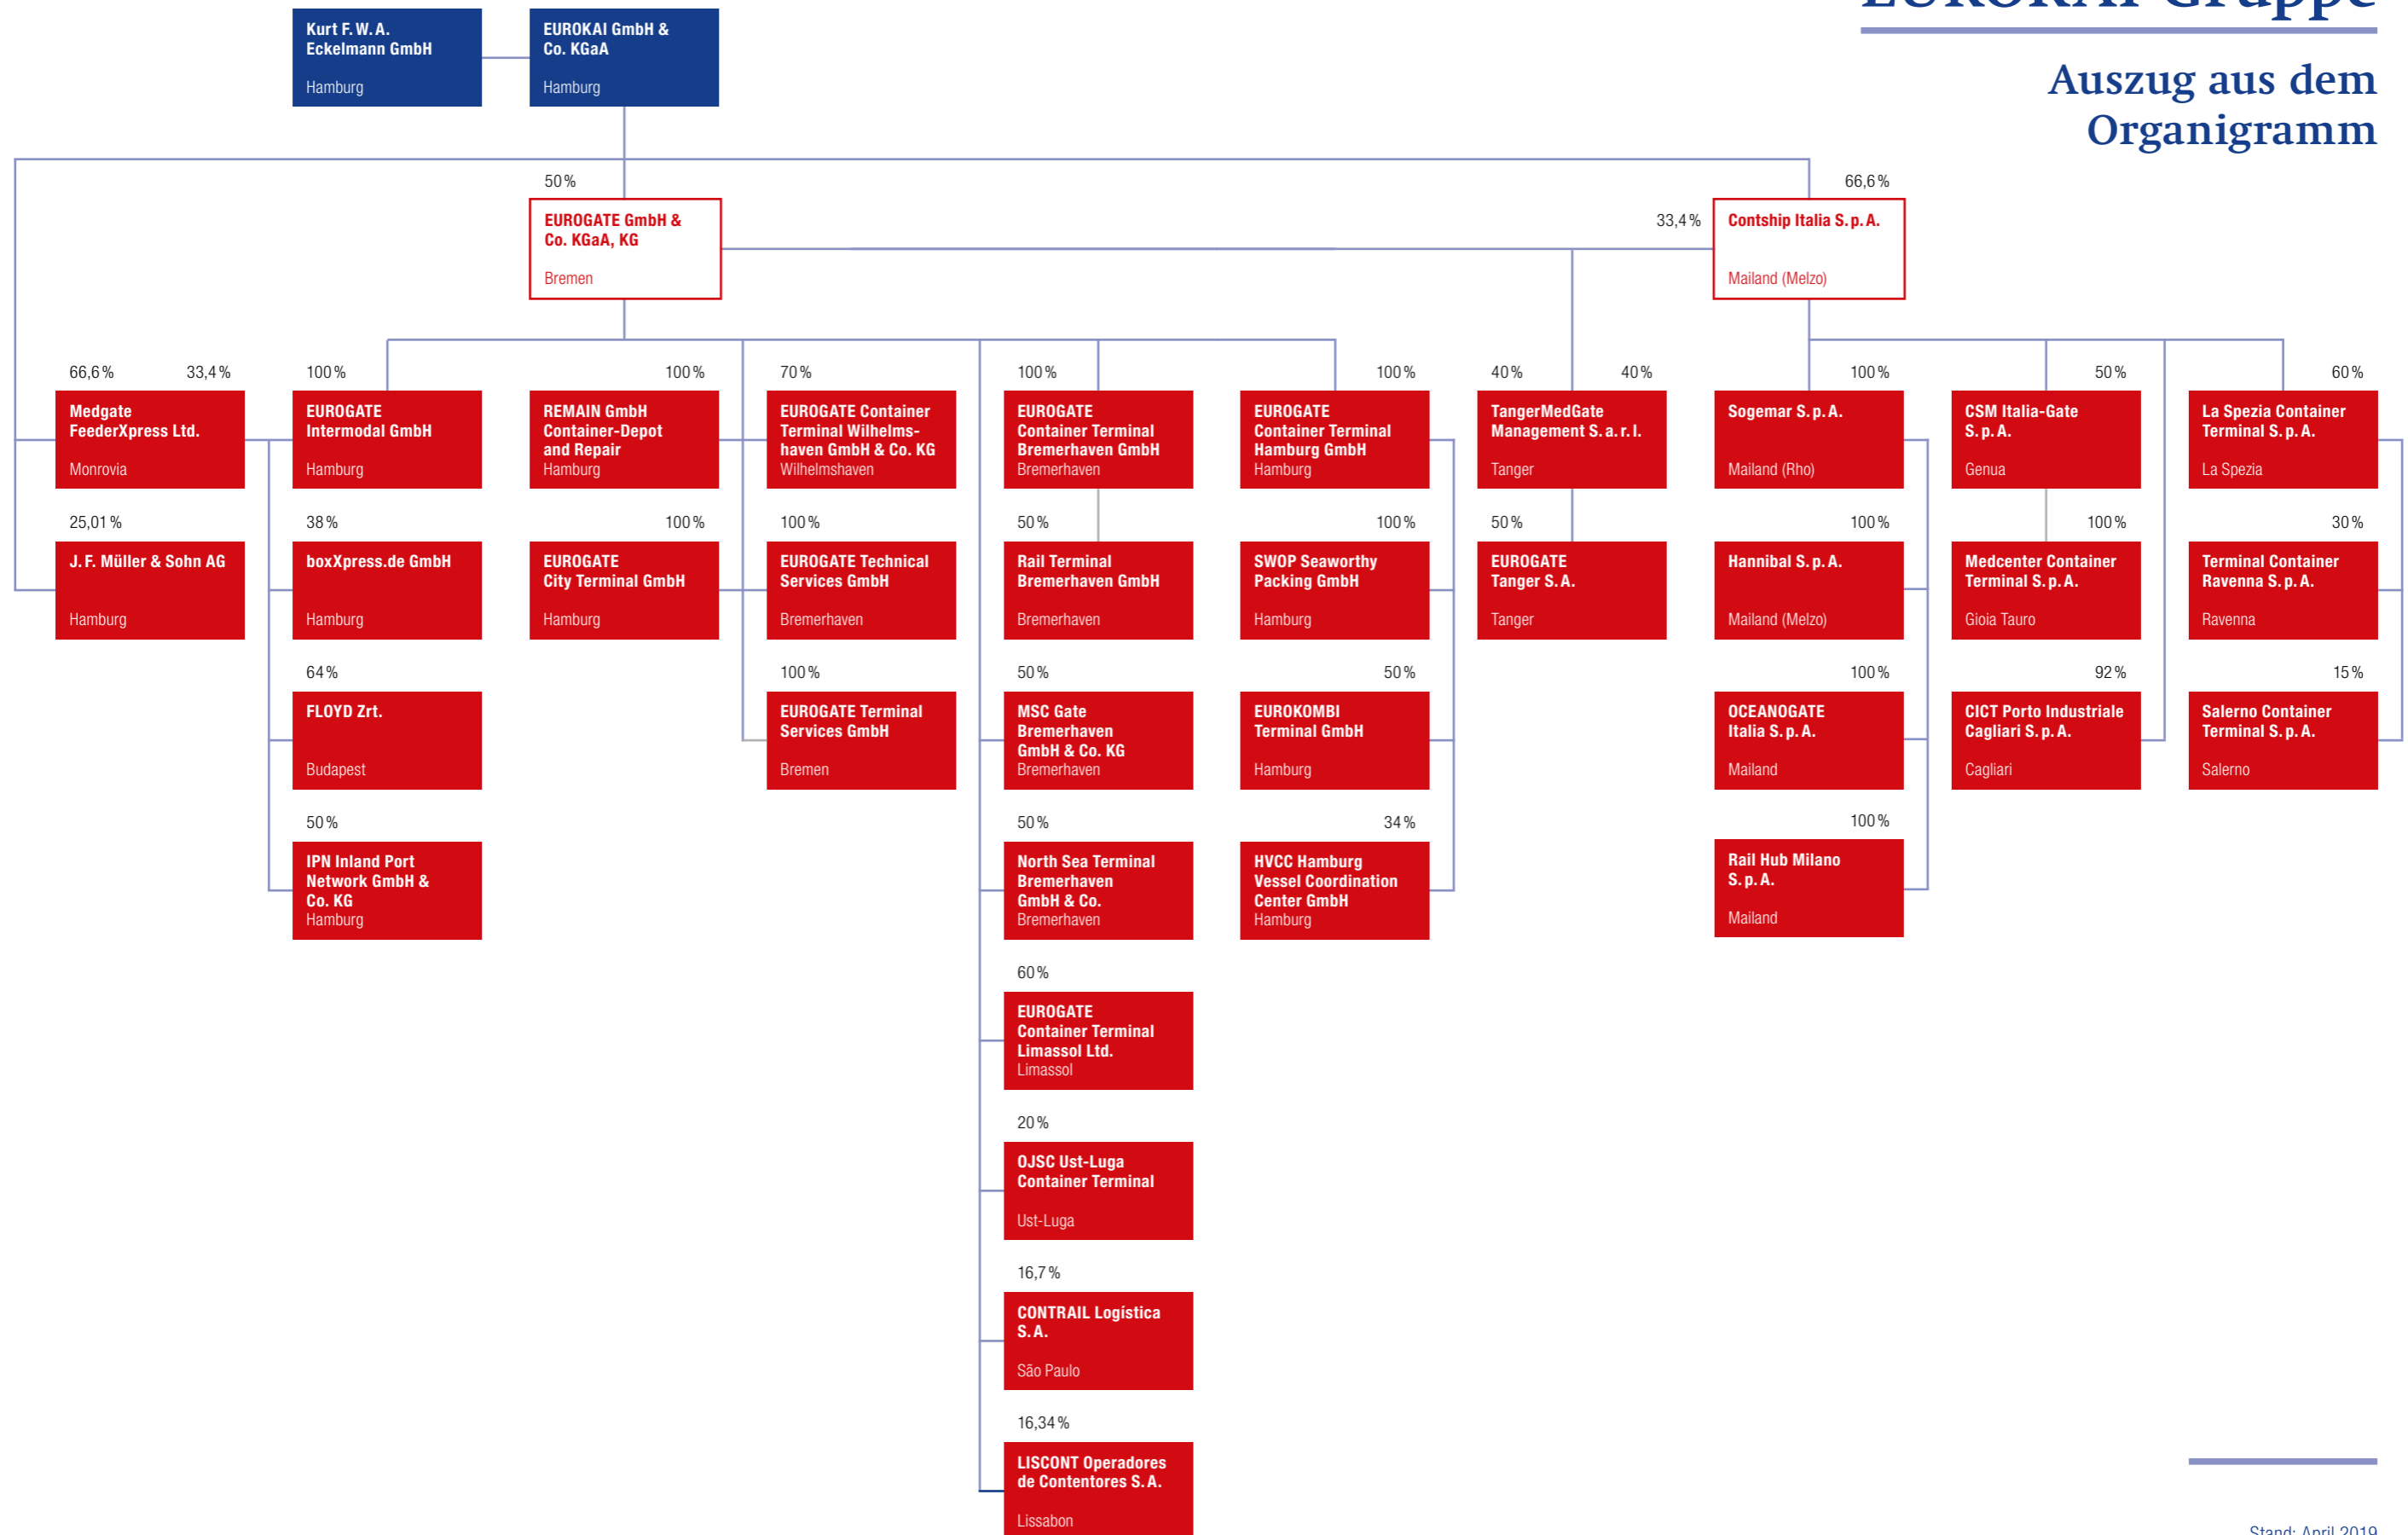 EUROKAI-Gruppe
Auszug aus dem
Organigramm
Kurt F. W. A.
Eckelmann GmbH
Hamburg
EUROKAI GmbH &
Co. KGaA
Hamburg
50 %
EUROGATE GmbH &
Co. KGaA, KG
Bremen
66,6 %
33,4 %
Contship Italia S. p. A.
Mailand (Melzo)
66,6 %
33,4 %
Medgate
FeederXpress Ltd.
Monrovia
25,01 %
J. F. Müller & Sohn AG
Hamburg
100 %
EUROGATE
Intermodal GmbH
Hamburg
38 %
boxXpress.de GmbH
Hamburg
64 %
FLOYD Zrt.
Budapest
50 %
IPN Inland Port
Network GmbH &
Co. KG
Hamburg
100 %
REMAIN GmbH
Container-Depot
and Repair
Hamburg
100 %
EUROGATE
City Terminal GmbH
Hamburg
70 %
EUROGATE Container
Terminal Wilhelms-
haven GmbH & Co. KG
Wilhelmshaven
100 %
EUROGATE Technical
Services GmbH
Bremerhaven
100 %
EUROGATE Terminal
Services GmbH
Bremen
100 %
EUROGATE
Container Terminal
Bremerhaven GmbH
Bremerhaven
50 %
Rail Terminal
Bremerhaven GmbH
Bremerhaven
50 %
MSC Gate
Bremerhaven
GmbH & Co. KG
Bremerhaven
50 %
North Sea Terminal
Bremerhaven
GmbH & Co.
Bremerhaven
60 %
EUROGATE
Container Terminal
Limassol Ltd.
Limassol
20 %
OJSC Ust-Luga
Container Terminal
Ust-Luga
16,7 %
CONTRAIL Logística
S. A.
São Paulo
16,34 %
LISCONT Operadores
de Contentores S. A.
Lissabon
100 %
EUROGATE
Container Terminal
Hamburg GmbH
Hamburg
100 %
SWOP Seaworthy
Packing GmbH
Hamburg
50 %
EUROKOMBI
Terminal GmbH
Hamburg
34 %
HVCC Hamburg
Vessel Coordination
Center GmbH
Hamburg
40 %
40 %
TangerMedGate
Management S. a. r. l.
Tanger
50 %
EUROGATE
Tanger S. A.
Tanger
100 %
Sogemar S. p. A.
Mailand (Rho)
100 %
Hannibal S. p. A.
Mailand (Melzo)
100 %
OCEANOGATE
Italia S. p. A.
Mailand
100 %
Rail Hub Milano
S. p. A.
Mailand
50 %
CSM Italia-Gate
S. p. A.
Genua
100 %
Medcenter Container
Terminal S. p. A.
Gioia Tauro
92 %
CICT Porto Industriale
Cagliari S. p. A.
Cagliari
60 %
La Spezia Container
Terminal S. p. A.
La Spezia
30 %
Terminal Container
Ravenna S. p. A.
Ravenna
15 %
Salerno Container
Terminal S. p. A.
Salerno
Stand: April 2019